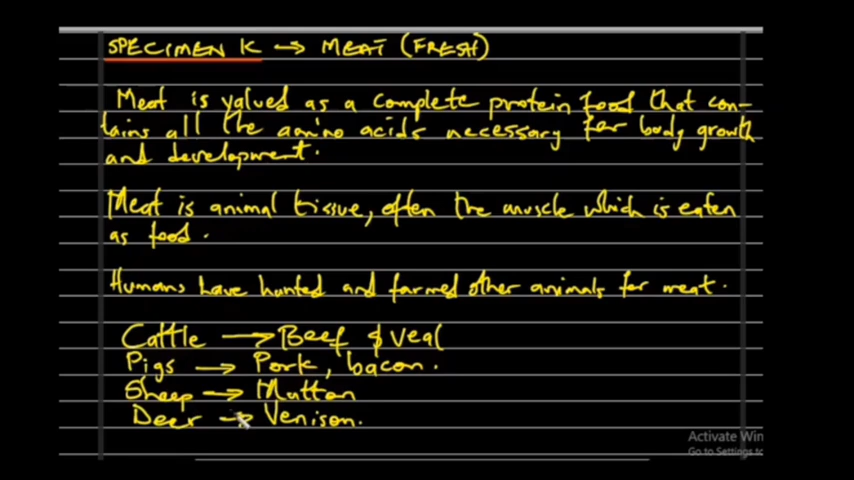 SPECIMEN K → MEAT (FRESH)
Meat is valued as a complete protein food that con-
tains all the amino acids necessary for body growth
and development.
Meat is animal tissue, often the muscle which is eaten
as food.
Humans have hunted and farmed other animals for meat.
Cattle → Beef & Veal
Pigs → Pork, bacon.
Sheep → Mutton
Deer → Venison.
Activate Win
Go to Settings to